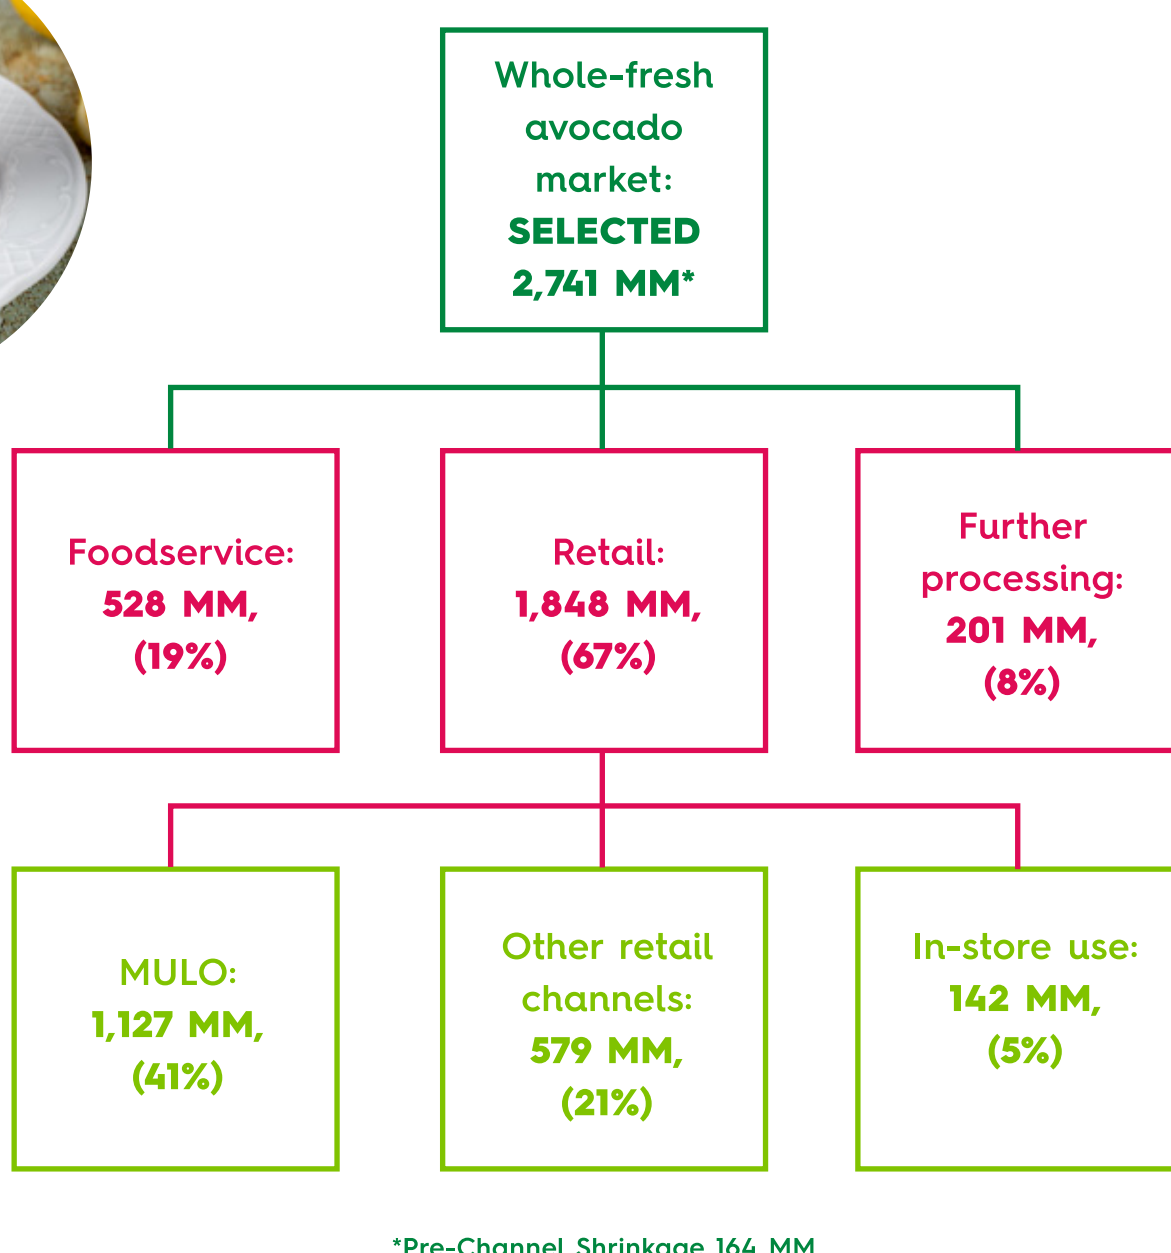 Whole-fresh
avocado
market:
SELECTED
2,741 MM*
Foodservice:
528 MM,
(19%)
Retail:
1,848 MM,
(67%)
Further
processing:
201 MM,
(8%)
MULO:
1,127 MM,
(41%)
Other retail
channels:
579 MM,
(21%)
In-store use:
142 MM,
(5%)
*Pre-Channel Shrinkage 164 MM